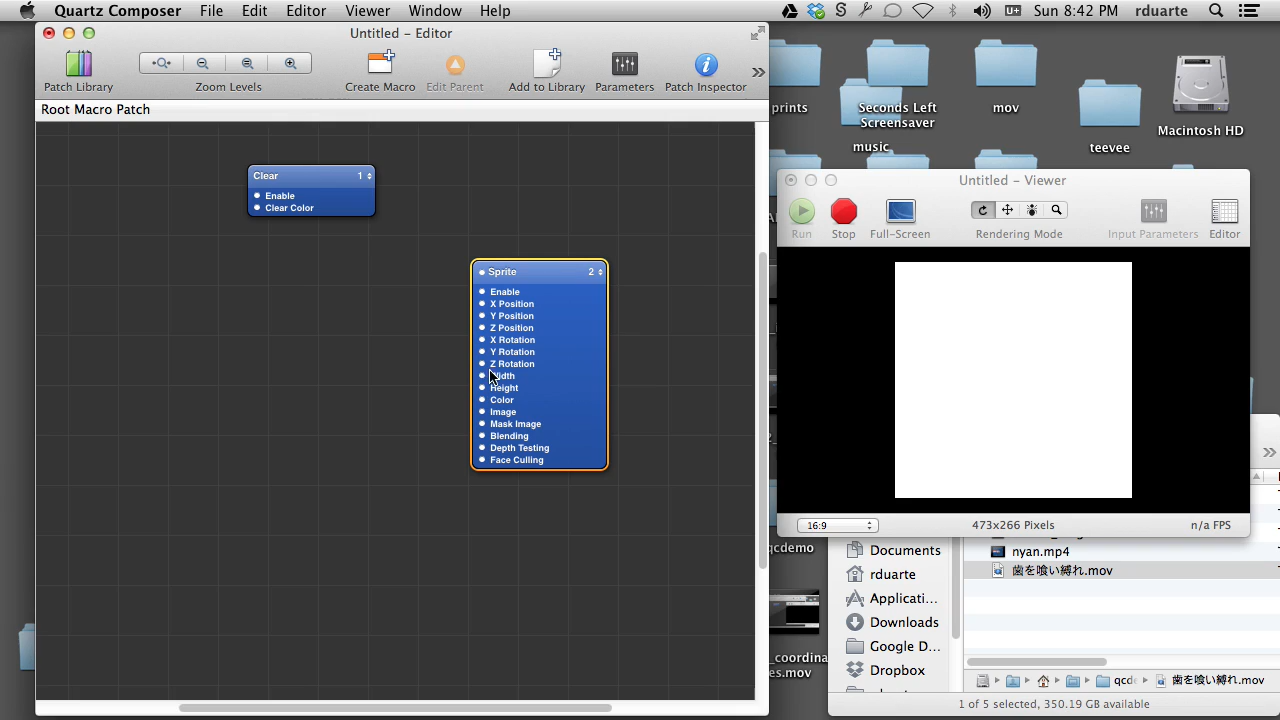 Quartz Composer File Edit Editor Viewer Window Help
Sun 8:42 PM rduarte
Untitled – Editor
Patch Library
Zoom Levels
Create Macro
Edit Parent
Add to Library
Parameters
Patch Inspector
Root Macro Patch
Clear 1
Enable
Clear Color
Sprite 2
Enable
X Position
Y Position
Z Position
X Rotation
Y Rotation
Z Rotation
Height
Color
Image
Mask Image
Blending
Depth Testing
Face Culling
prints
Seconds Left
Screensaver
music
mov
teevee
Macintosh HD
Untitled – Viewer
Run
Stop
Full-Screen
Rendering Mode
Input Parameters
Editor
16:9
473x266 Pixels
n/a FPS
qcdemo
Documents
rduarte
Applicati...
Downloads
Google D...
Dropbox
nyan.mp4
歯を喰い縛れ.mov
qcd
歯を喰い縛れ.mov
1 of 5 selected, 350.19 GB available